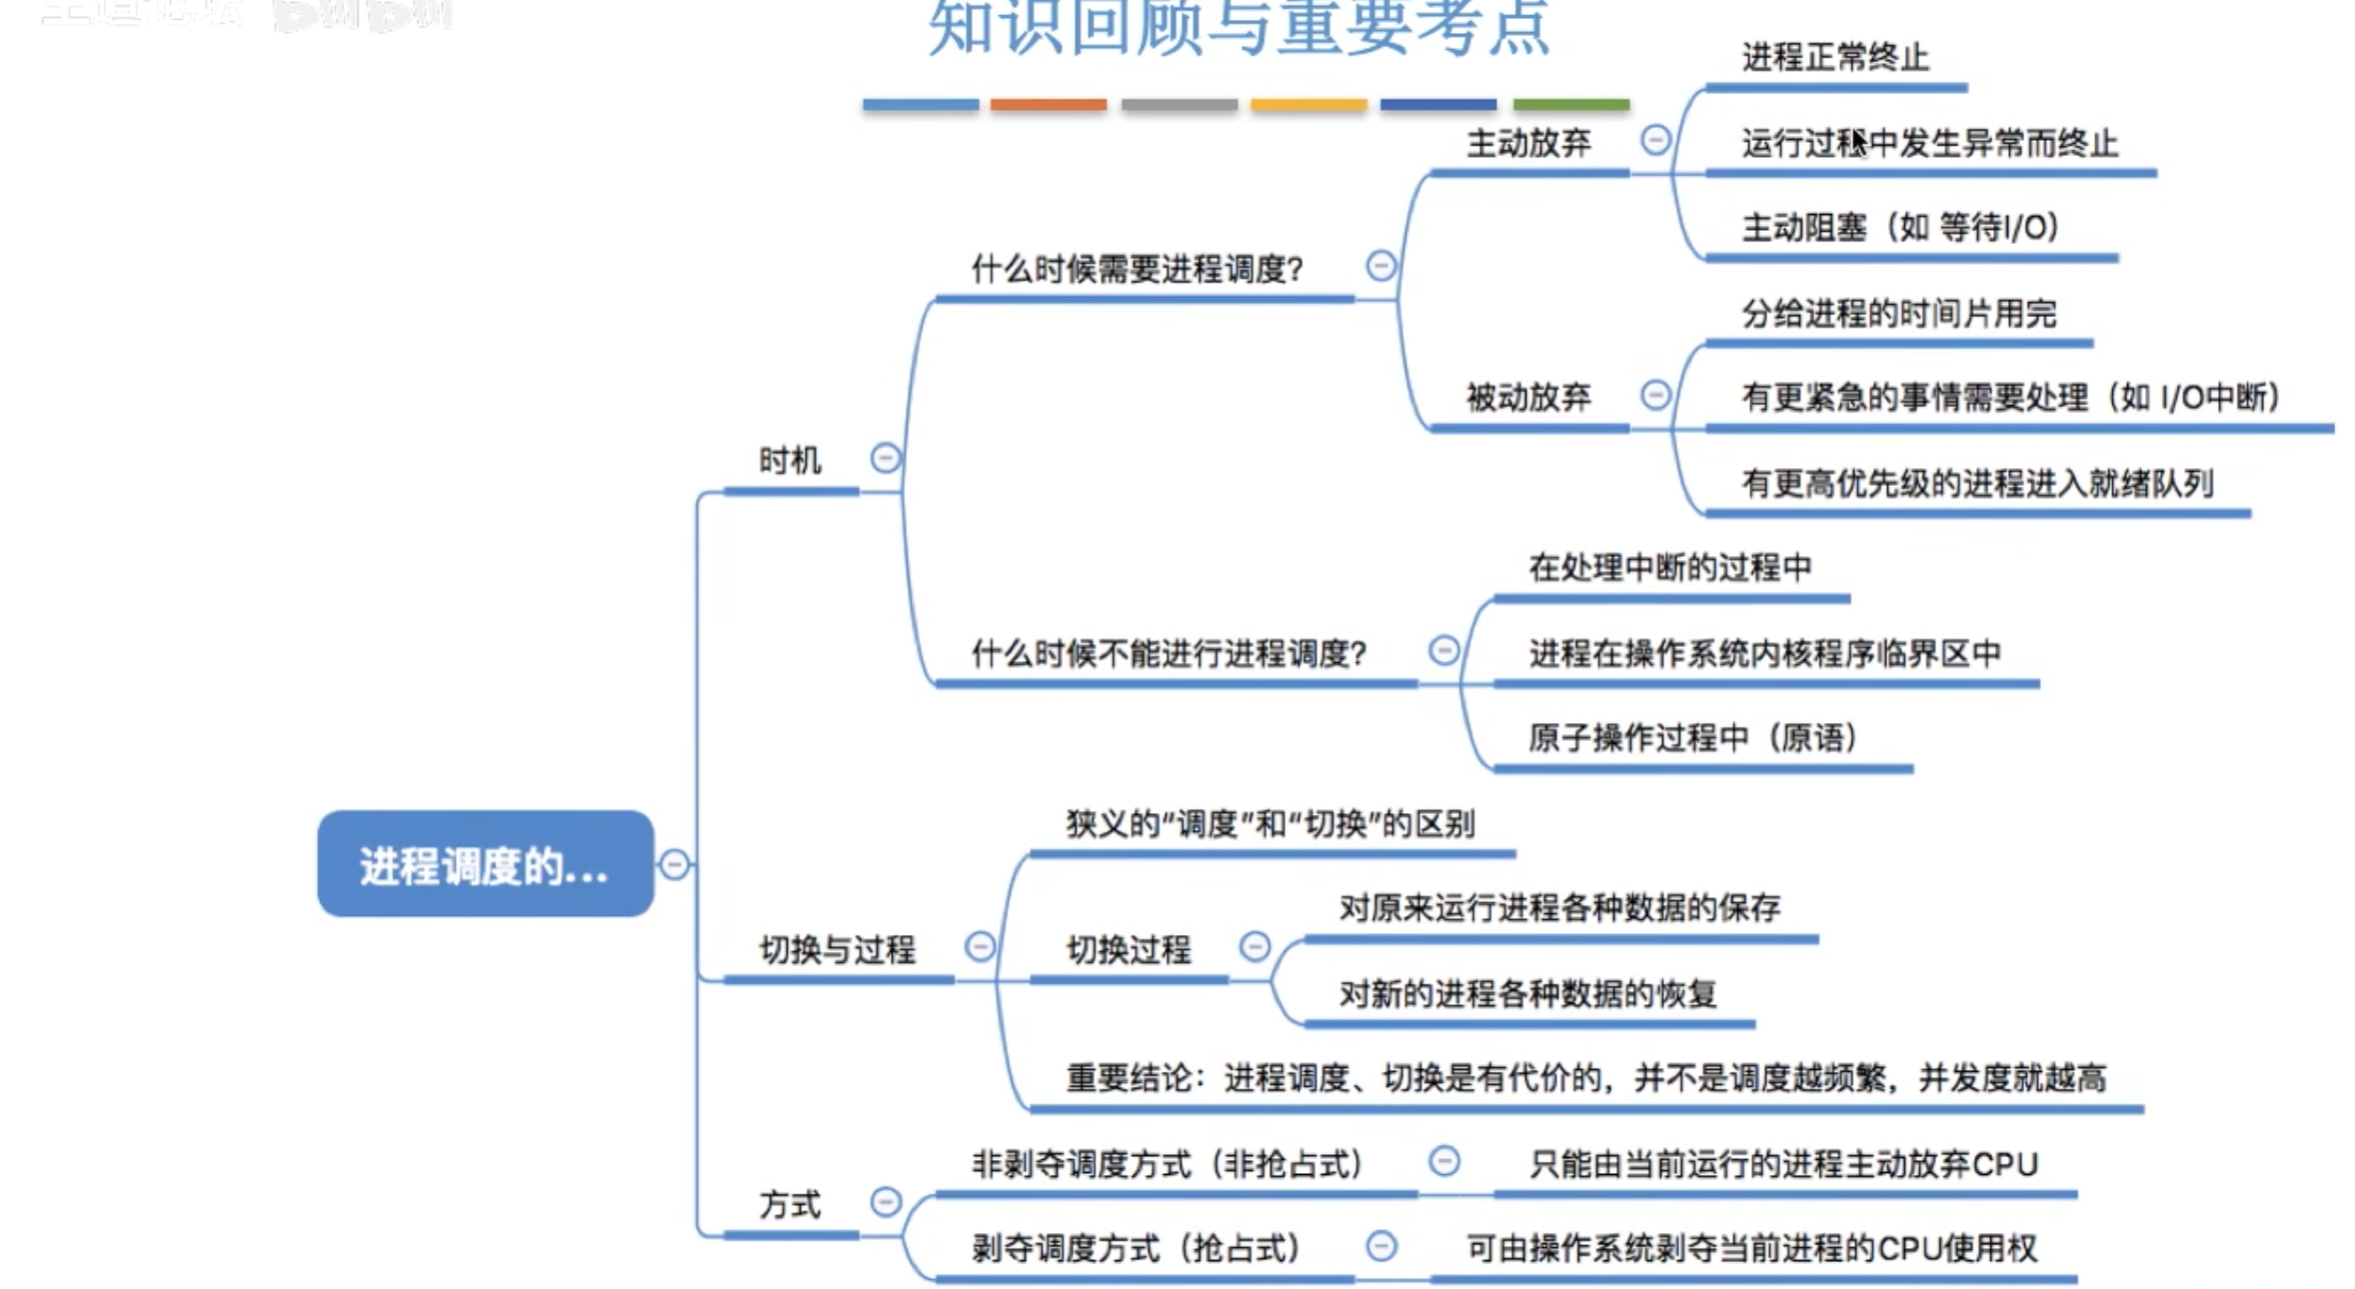 知识回顾与重要考点
进程正常终止
主动放弃
运行过程中发生异常而终止
主动阻塞（如 等待I/O）
什么时候需要进程调度？
分给进程的时间片用完
被动放弃
有更紧急的事情需要处理（如 I/O中断）
时机
有更高优先级的进程进入就绪队列
在处理中断的过程中
什么时候不能进行进程调度？
进程在操作系统内核程序临界区中
原子操作过程中（原语）
进程调度的...
狭义的“调度”和“切换”的区别
对原来运行进程各种数据的保存
切换与过程
切换过程
对新的进程各种数据的恢复
重要结论：进程调度、切换是有代价的，并不是调度越频繁，并发度就越高
非剥夺调度方式（非抢占式）
只能由当前运行的进程主动放弃CPU
方式
剥夺调度方式（抢占式）
可由操作系统剥夺当前进程的CPU使用权